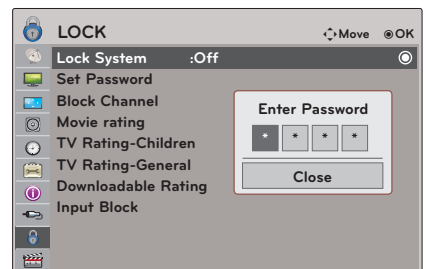 LOCK
Move OK
Lock System :Off
Set Password
Block Channel
Movie rating
TV Rating-Children
TV Rating-General
Downloadable Rating
Input Block
Enter Password
* * * *
Close